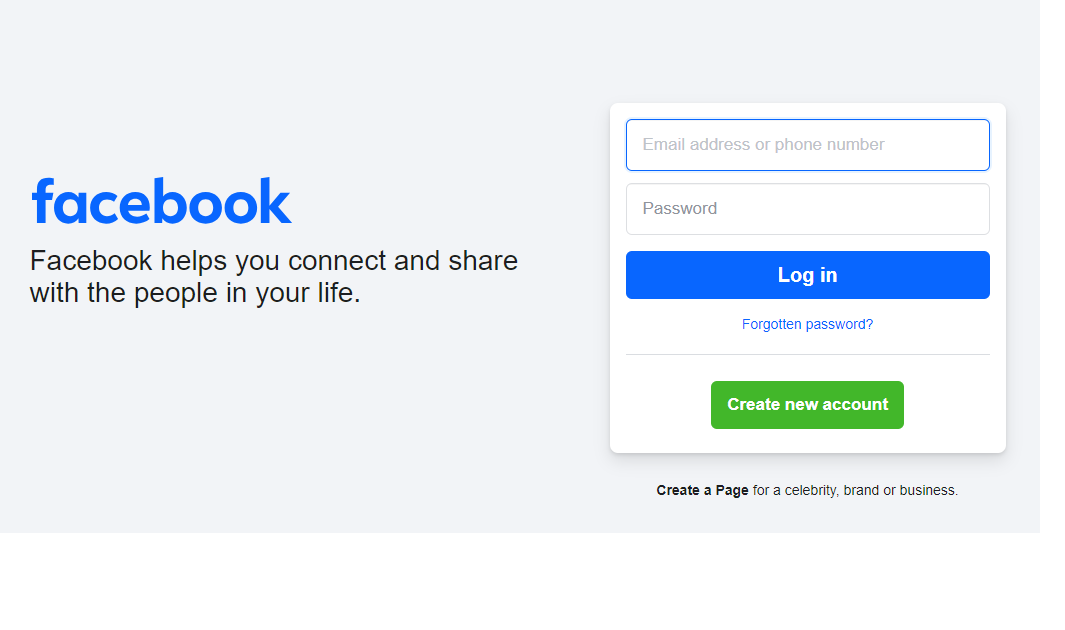 facebook
Facebook helps you connect and share
with the people in your life.
Email address or phone number
Password
Log in
Forgotten password?
Create new account
Create a Page for a celebrity, brand or business.